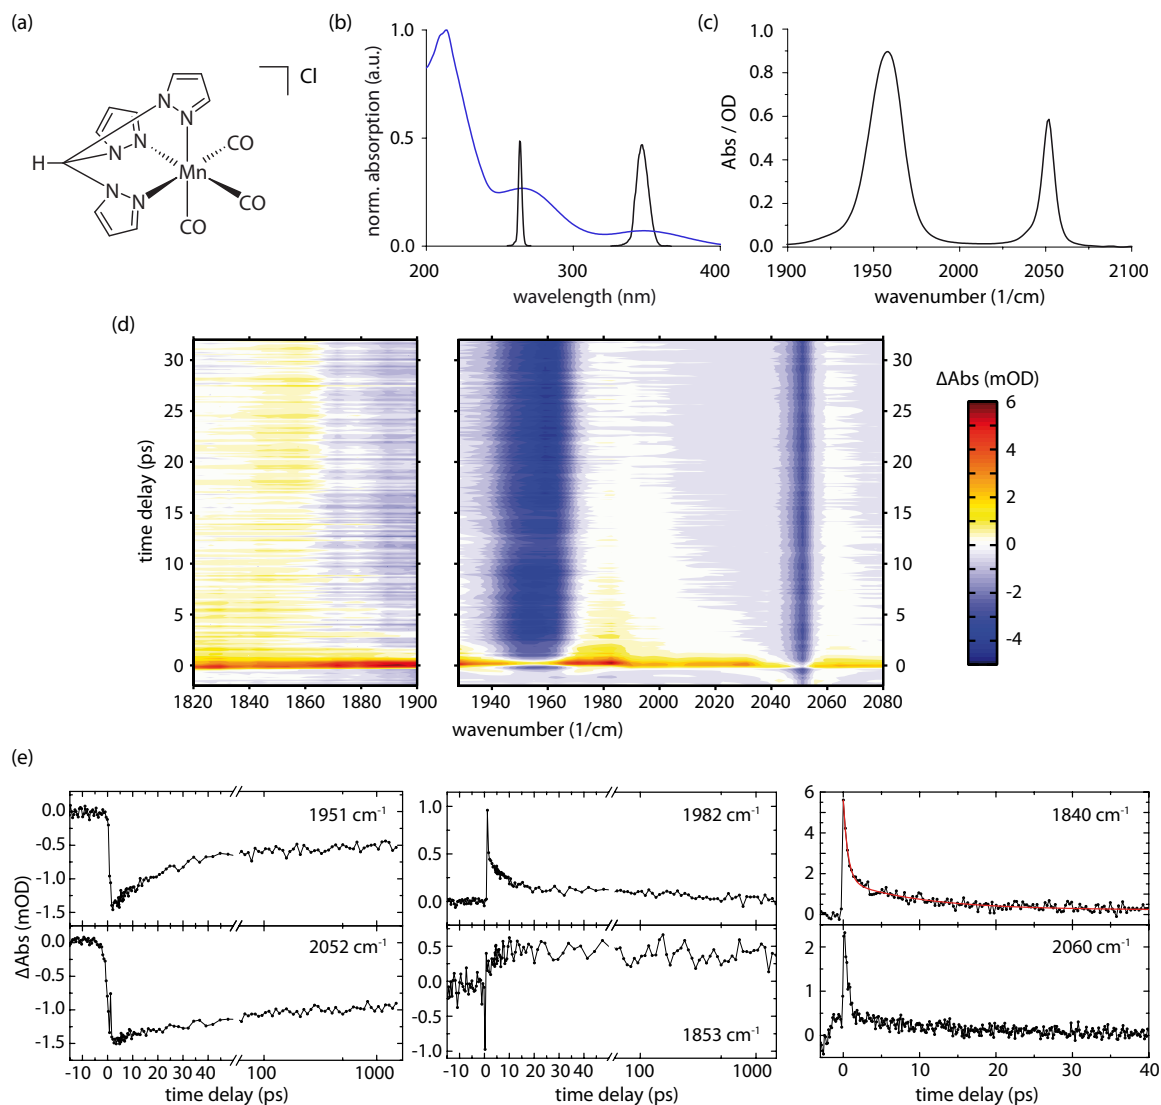 (a)
N
N
N
N
N
N
H
Mn
CO
CO
CO
Cl
(b)
norm. absorption (a.u.)
1.0
0.5
0.0
200
300
400
wavelength (nm)
(c)
Abs / OD
1.0
0.8
0.6
0.4
0.2
0.0
1900
1950
2000
2050
2100
wavenumber (1/cm)
(d)
time delay (ps)
30
25
20
15
10
5
0
1820
1840
1860
1880
1900
1940
1960
1980
2000
2020
2040
2060
2080
30
25
20
15
10
5
0
wavenumber (1/cm)
ΔAbs (mOD)
6
4
2
0
-2
-4
(e)
ΔAbs (mOD)
0.0
-0.5
-1.0
-1.5
1951 cm-1
0.0
-0.5
-1.0
-1.5
2052 cm-1
-10 0 10 20 30 40 100 1000
time delay (ps)
1.0
0.5
0.0
1982 cm-1
0.5
0.0
-0.5
-1.0
1853 cm-1
-10 0 10 20 30 40 100 1000
time delay (ps)
6
4
2
0
1840 cm-1
2
1
0
2060 cm-1
0 10 20 30 40
time delay (ps)